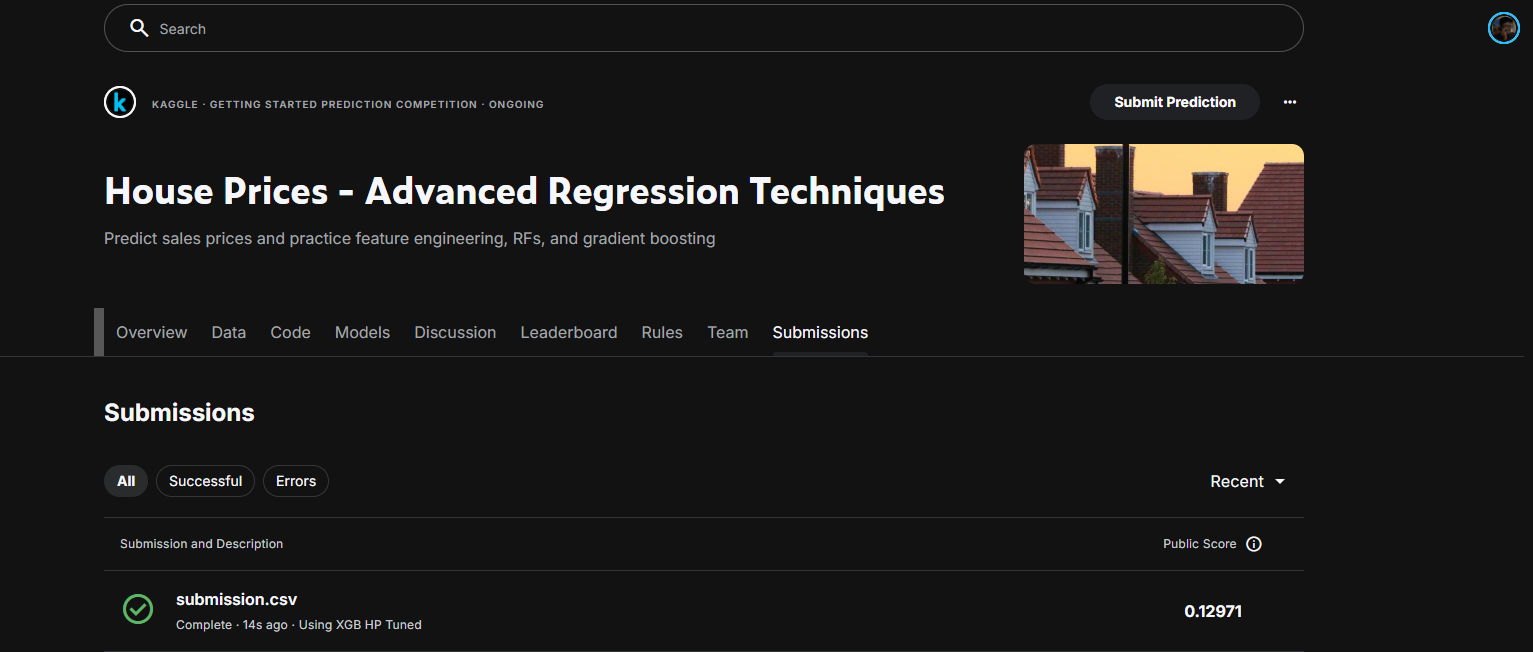 Search
k
KAGGLE · GETTING STARTED PREDICTION COMPETITION · ONGOING
Submit Prediction
House Prices - Advanced Regression Techniques
Predict sales prices and practice feature engineering, RFs, and gradient boosting
Overview Data Code Models Discussion Leaderboard Rules Team Submissions
Submissions
All Successful Errors Recent
Submission and Description Public Score
submission.csv
0.12971
Complete · 14s ago · Using XGB HP Tuned